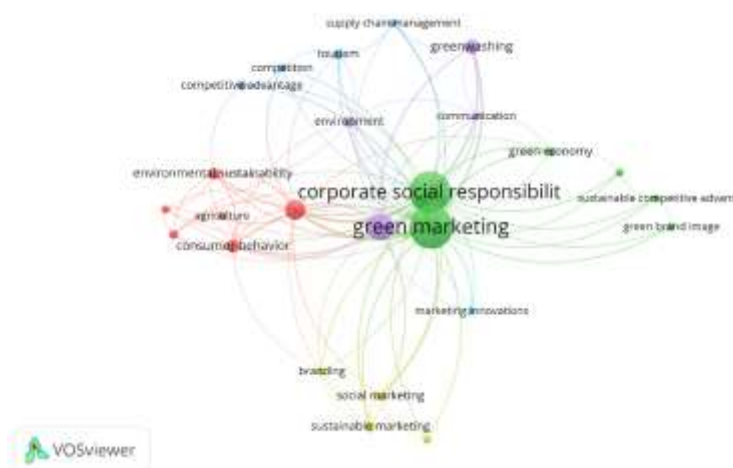 supply chain management
greenwashing
tourism
competition
competitive advantage
communication
environment
green economy
environmental sustainability
corporate social responsibilit
sustainable competitive advan
agriculture
green marketing
green brand image
consumer behavior
marketing innovations
branding
social marketing
sustainable marketing
VOSviewer